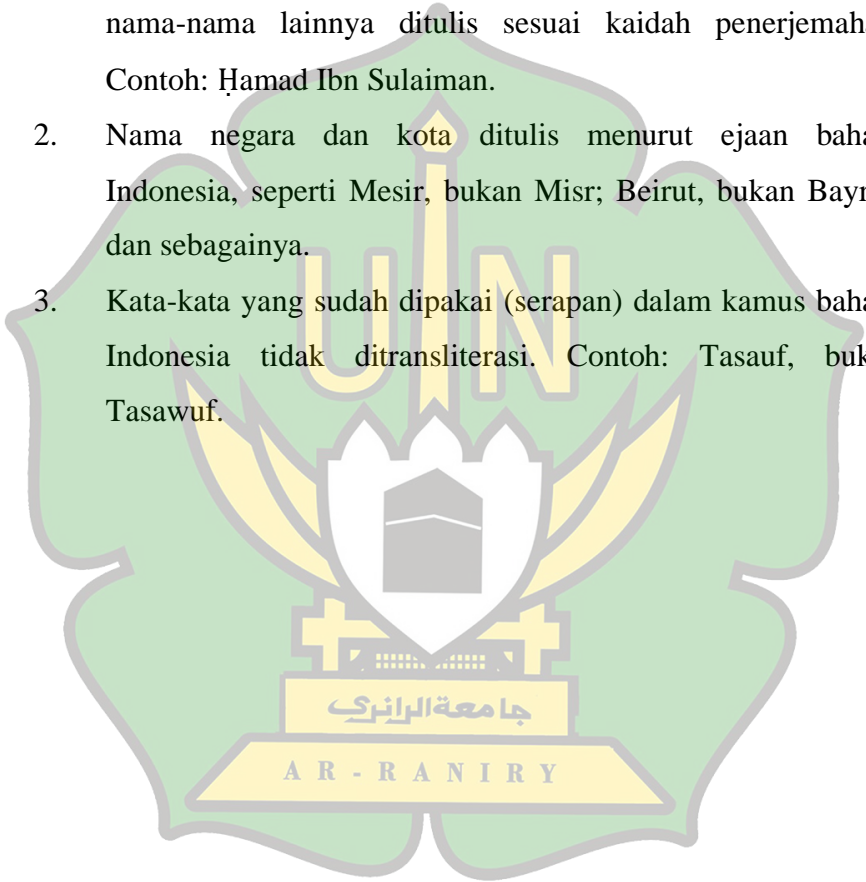 nama-nama lainnya ditulis sesuai kaidah penerjemaha
Contoh: Ḥamad Ibn Sulaiman.
2. Nama negara dan kota ditulis menurut ejaan baha
Indonesia, seperti Mesir, bukan Misr; Beirut, bukan Bayr
dan sebagainya.
3. Kata-kata yang sudah dipakai (serapan) dalam kamus baha
Indonesia tidak ditransliterasi. Contoh: Tasauf, buk
Tasawuf.
UIN
جامعة الرانري
AR-RANIRY